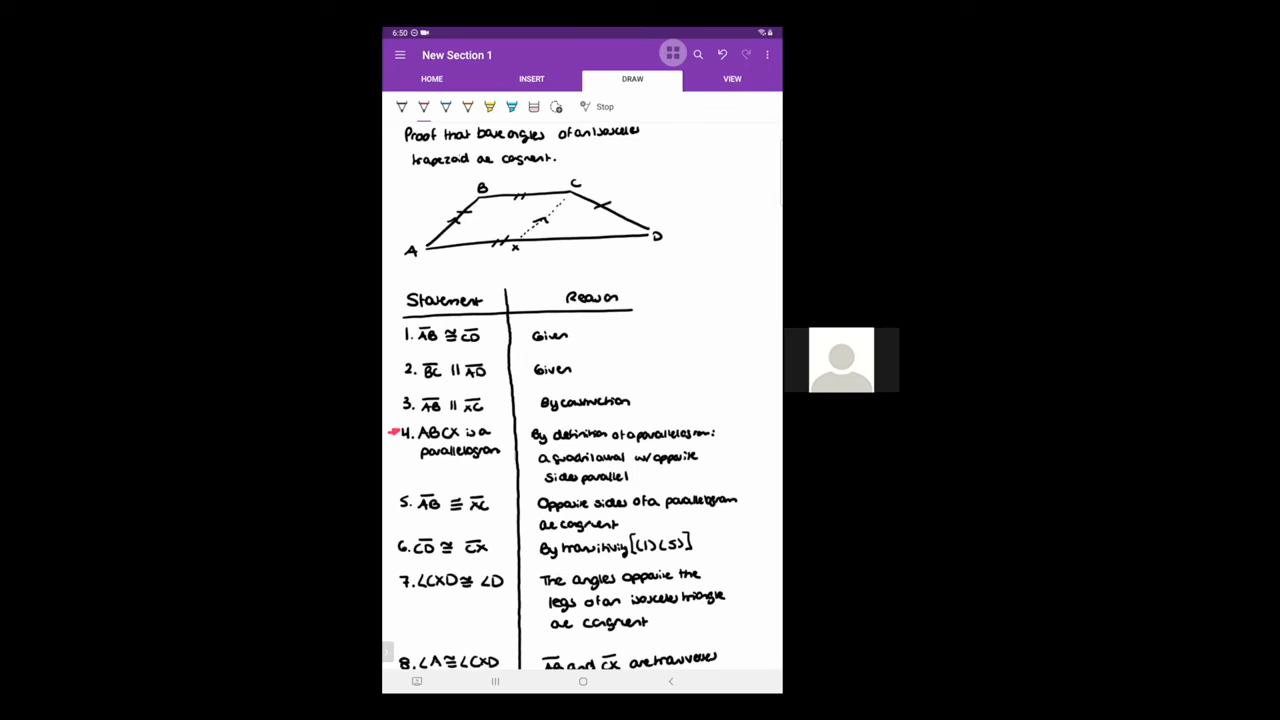 6:50
New Section 1
HOME INSERT DRAW VIEW
Stop
Proof that base angles of an isosceles
trapezoid are congruent.
B C
A X D
Statement Reason
1. AB ≅ CD Given
2. BC || AD Given
3. AB || XC By construction
4. ABCX is a By definition of a parallelogram:
parallelogram a quadrilateral w/ opposite
sides parallel
5. AB ≅ XC Opposite sides of a parallelogram
are congruent
6. CD ≅ CX By transitivity [(1)(5)]
7. ∠CXD ≅ ∠D The angles opposite the
legs of an isosceles triangle
are congruent
8. ∠A ≅ ∠CXD AB and CX are